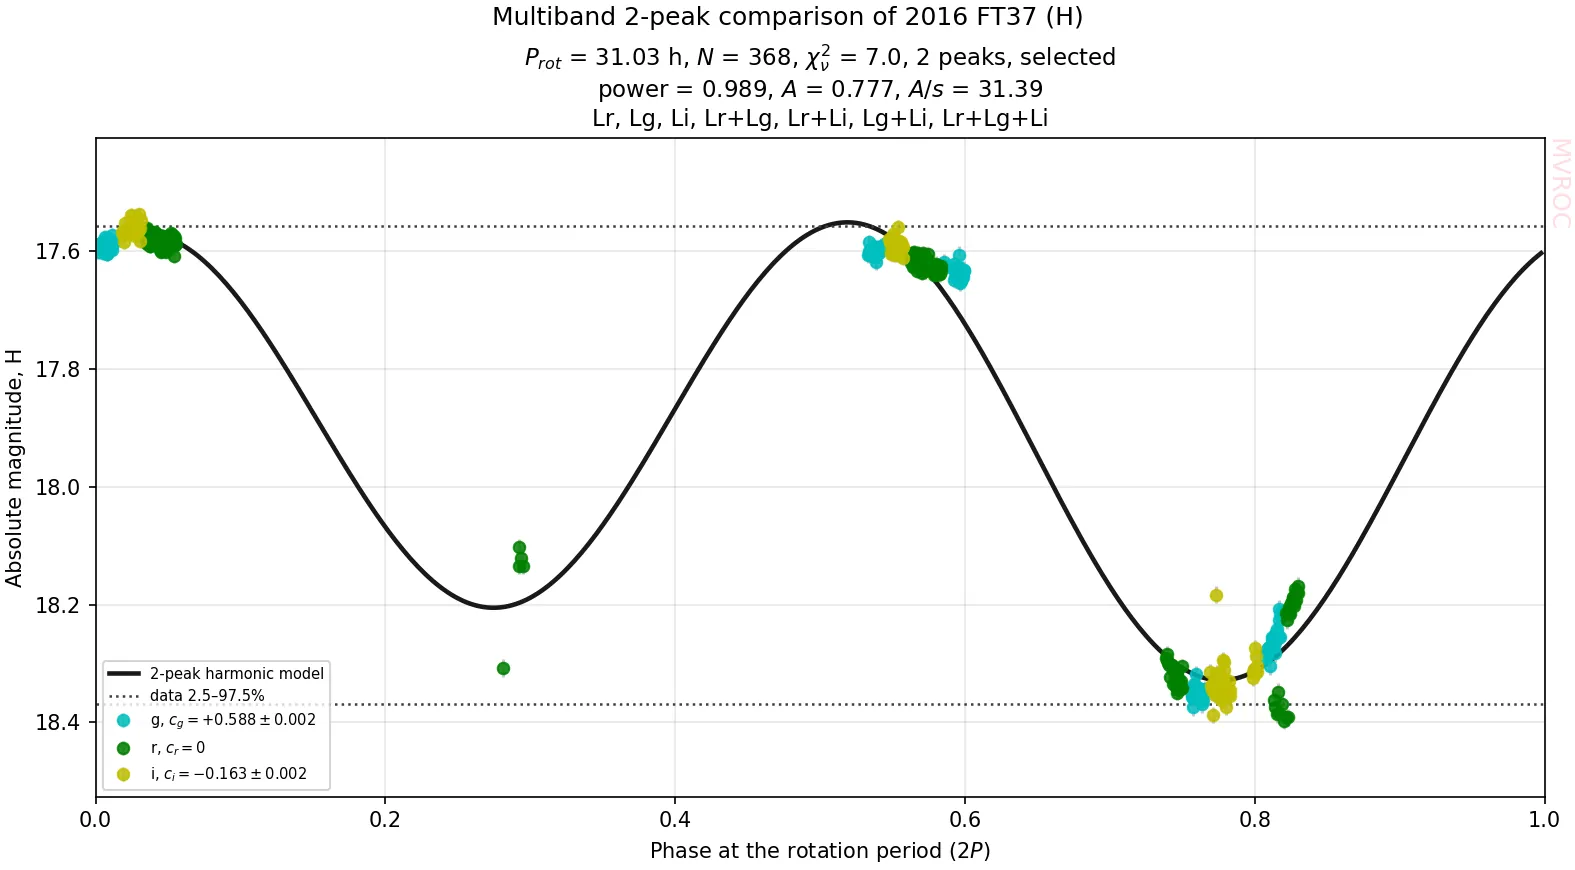 Multiband 2-peak comparison of 2016 FT37 (H)
P_rot = 31.03 h, N = 368, χ²_ν = 7.0, 2 peaks, selected
power = 0.989, A = 0.777, A/s = 31.39
Lr, Lg, Li, Lr+Lg, Lr+Li, Lg+Li, Lr+Lg+Li
MVROC
Absolute magnitude, H
17.6
17.8
18.0
18.2
18.4
2-peak harmonic model
data 2.5–97.5%
g, c_g = +0.588 ± 0.002
r, c_r = 0
i, c_i = −0.163 ± 0.002
0.0 0.2 0.4 0.6 0.8 1.0
Phase at the rotation period (2P)